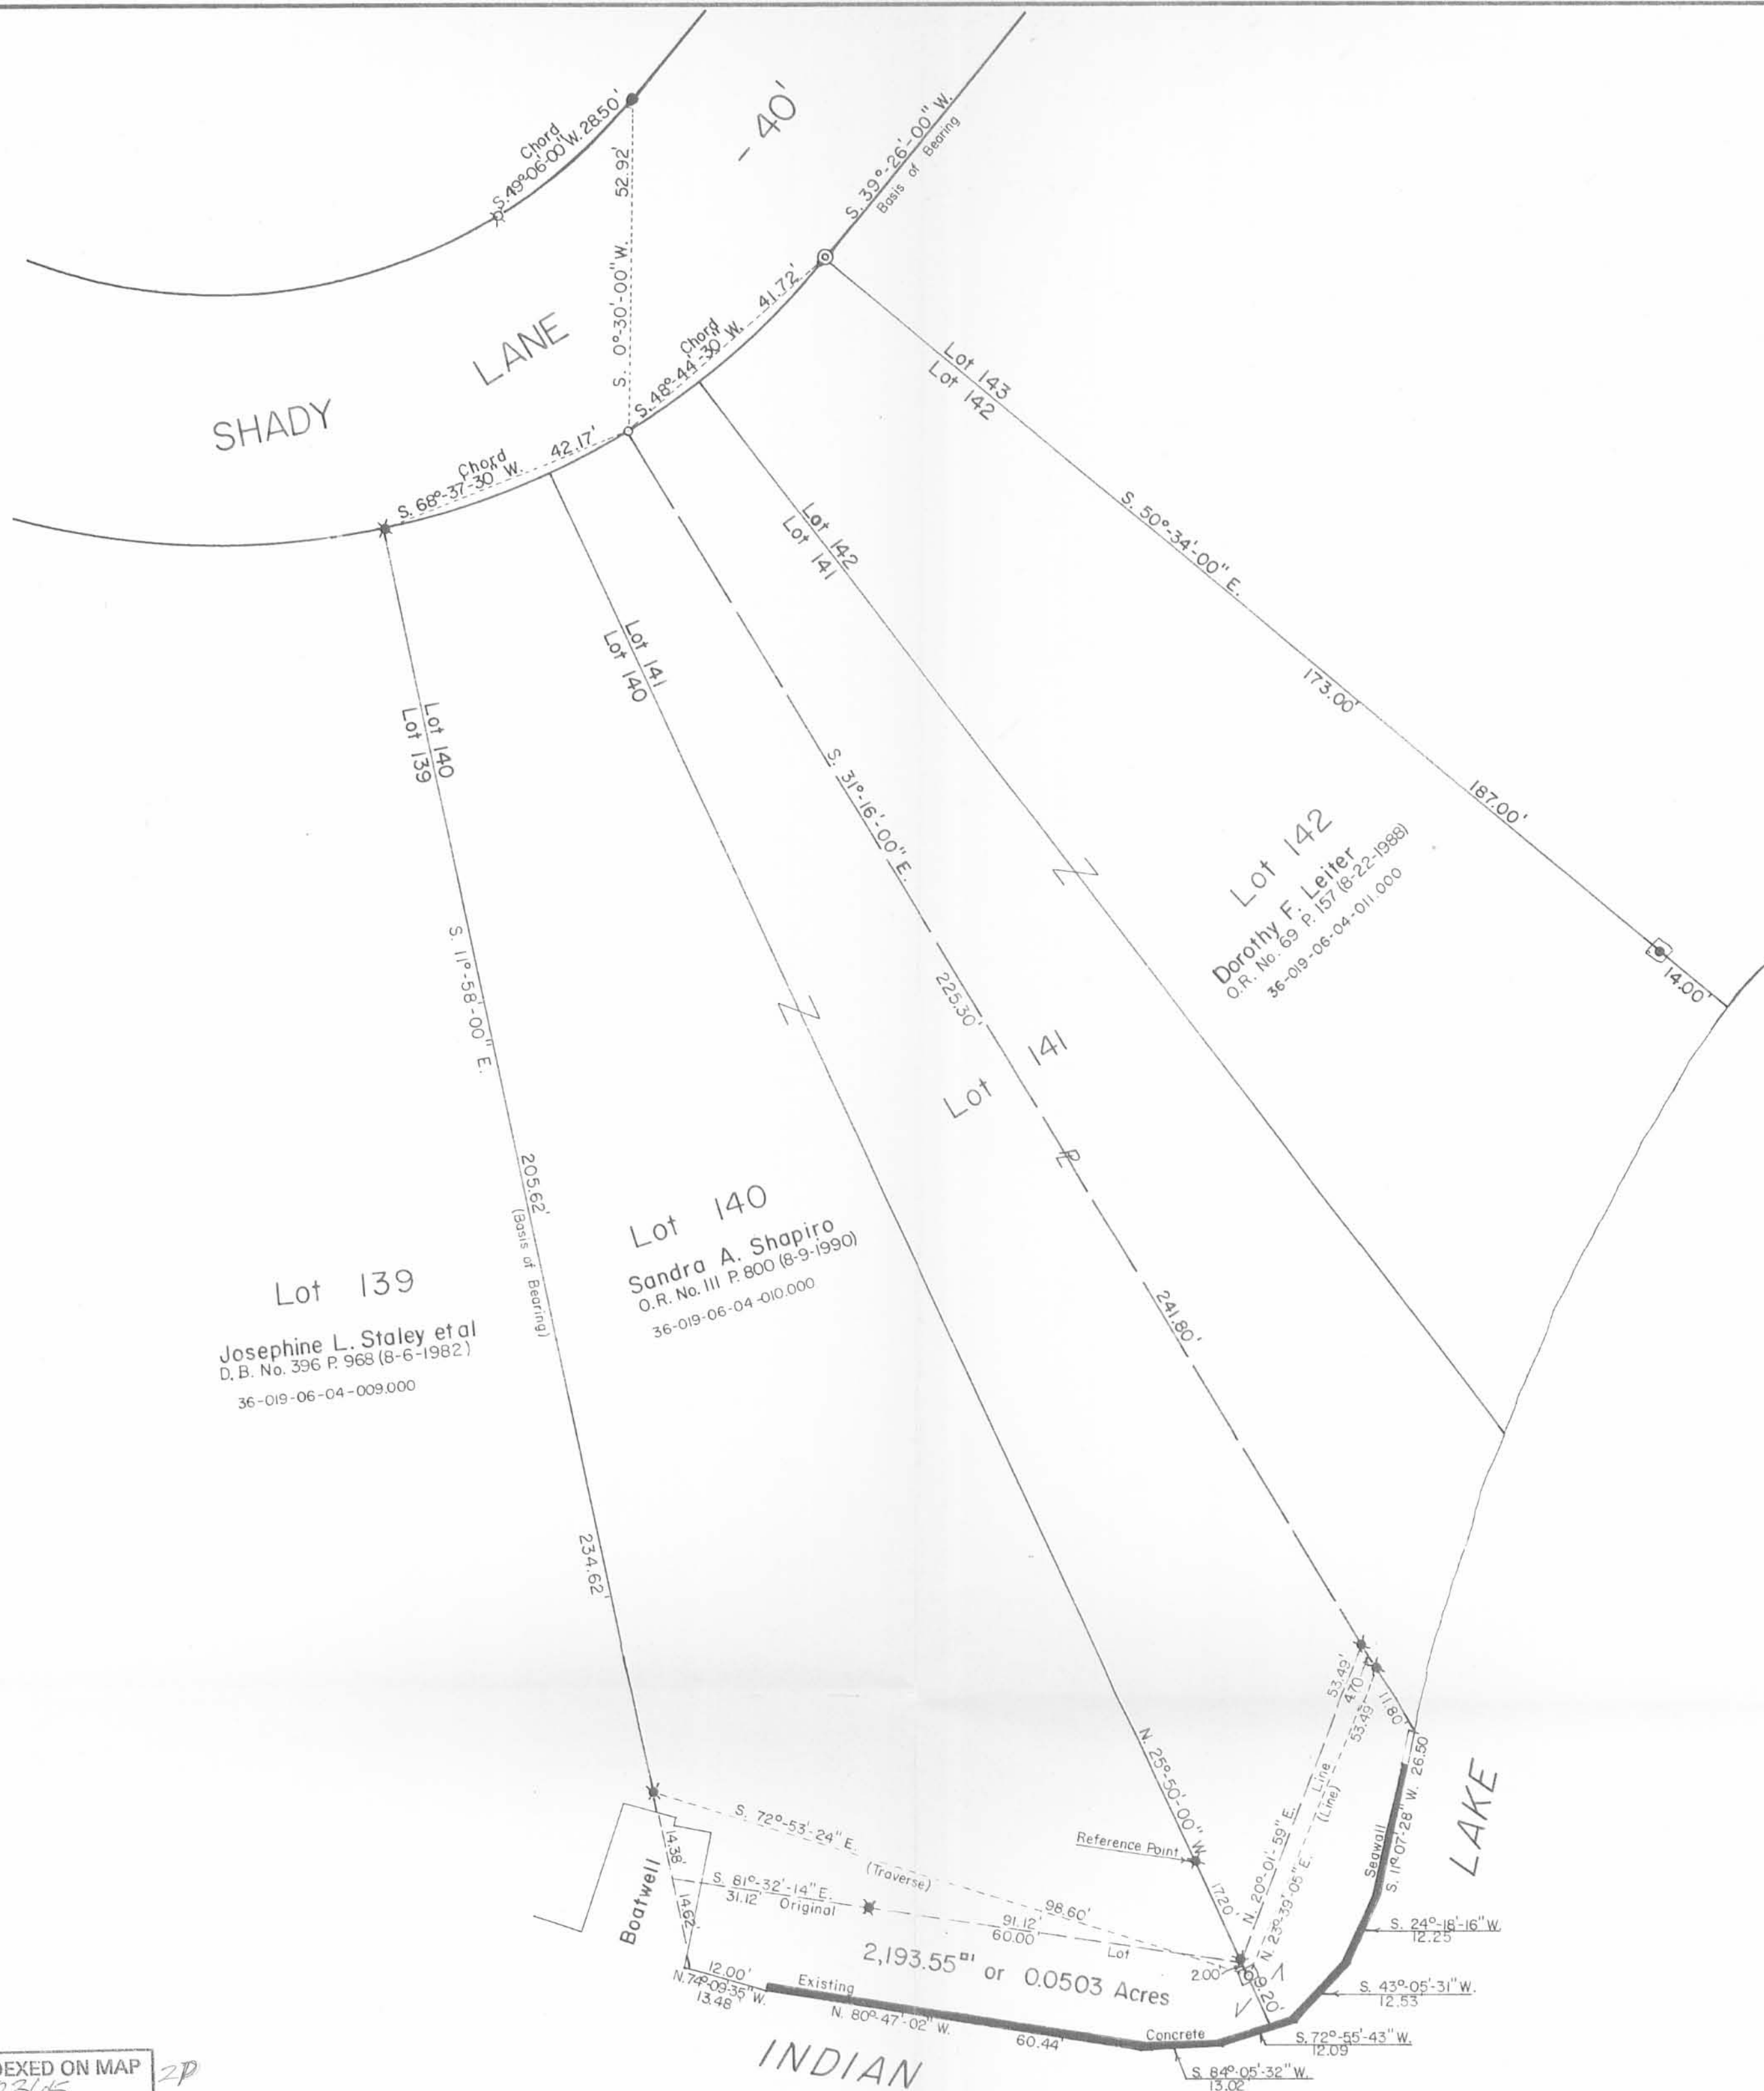 - 40'
Chord
S. 49°-06'-00" W. 28.50'
S. 0°-30'-00" W. 52.92'
S. 39°-26'-00" W.
Basis of Bearing
SHADY LANE
Chord
S. 48°-44'-30" W. 41.72'
Chord
S. 68°-37'-30" W. 42.17'
Lot 143
Lot 142
S. 50°-34'-00" E.
173.00'
187.00'
14.00'
Lot 142
Lot 141
Lot 141
Lot 140
Lot 140
Lot 139
S. 31°-16'-00" E.
225.30'
241.80'
Lot 142
Dorothy F. Leiter
O.R. No. 69 P. 157 (8-22-1988)
36-019-06-04-011.000
Lot 141
S. 11°-58'-00" E.
205.62'
(Basis of Bearing)
234.62'
Lot 140
Sandra A. Shapiro
O.R. No. 111 P. 800 (8-9-1990)
36-019-06-04-010.000
Lot 139
Josephine L. Staley et al
D.B. No. 396 P. 968 (8-6-1982)
36-019-06-04-009.000
N. 25°-50'-00" W.
Reference Point
17.20'
53.49'
4.70'
53.49'
11.80'
N. 20°-01'-59" E. Line
N. 23°-39'-05" E. (Line)
S. 11°-07'-28" W. 26.50'
Seawall
LAKE
S. 72°-53'-24" E.
(Traverse)
98.60'
14.38'
S. 81°-32'-14" E.
31.12' Original
91.12'
60.00'
Lot
14.62'
Boatwell
2,193.55 or 0.0503 Acres
2.00'
9.20'
S. 24°-18'-16" W.
12.25'
S. 43°-05'-31" W.
12.53'
S. 72°-55'-43" W.
12.09'
S. 84°-05'-32" W.
13.02'
12.00'
N. 74°-09'-35" W.
13.48'
Existing
N. 80°-47'-02" W.
60.44'
Concrete
INDIAN
EXED ON MAP